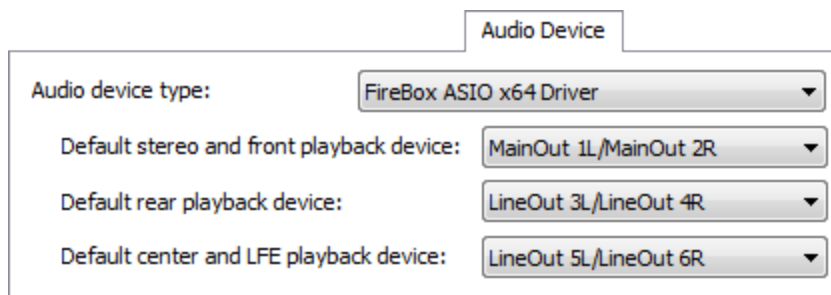 Audio Device
Audio device type: FireBox ASIO x64 Driver
Default stereo and front playback device: MainOut 1L/MainOut 2R
Default rear playback device: LineOut 3L/LineOut 4R
Default center and LFE playback device: LineOut 5L/LineOut 6R